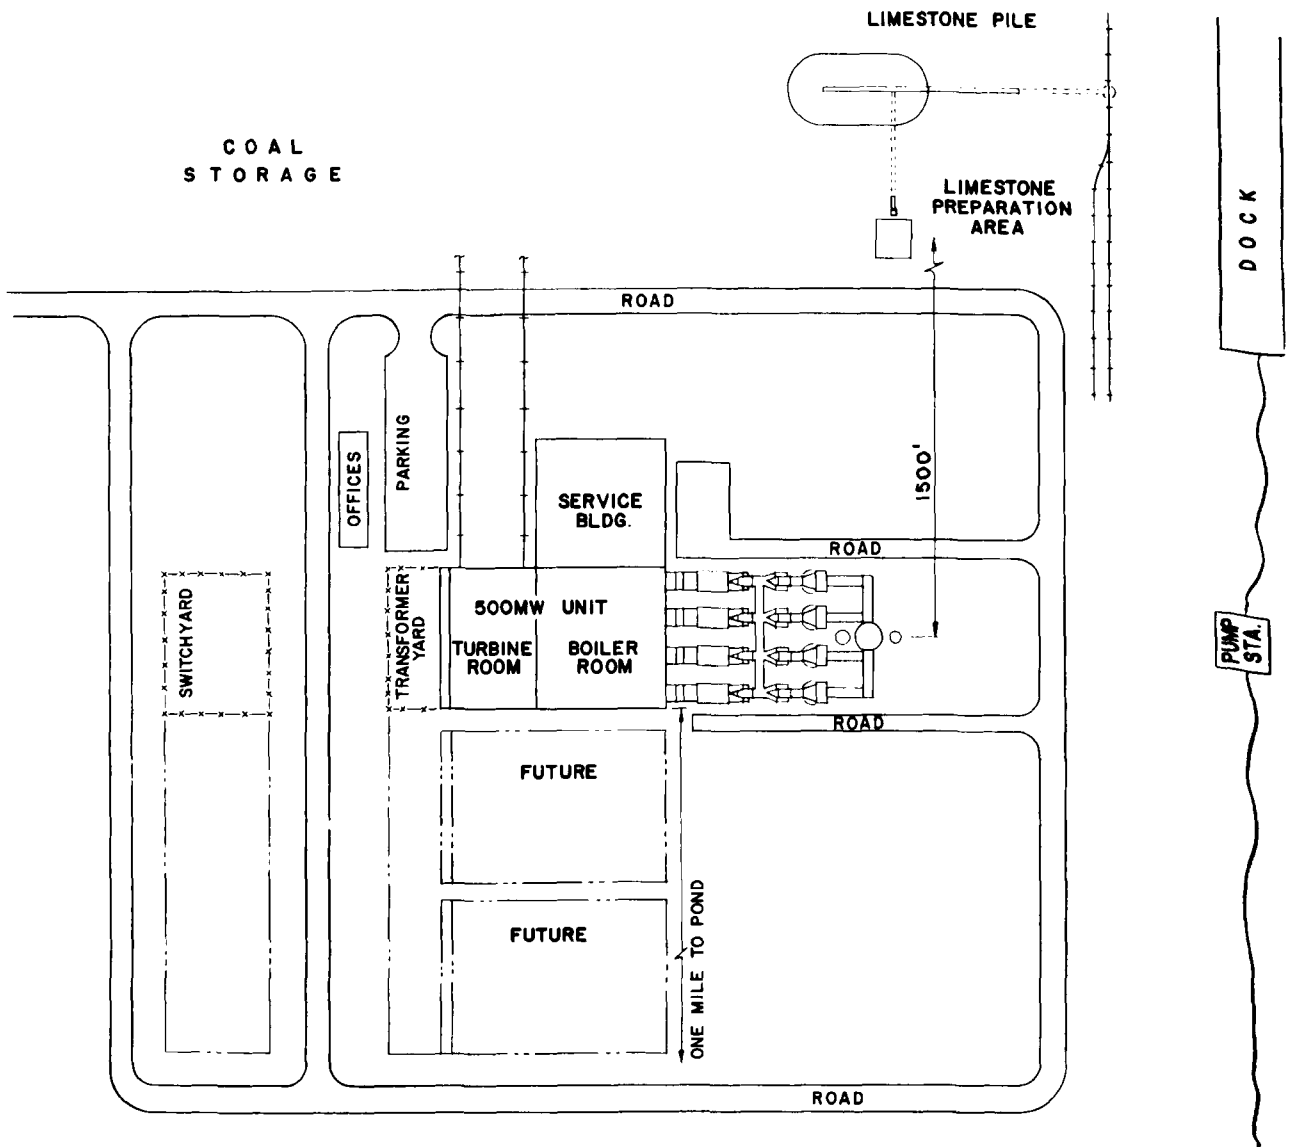 LIMESTONE PILE
COAL
STORAGE
LIMESTONE
PREPARATION
AREA
DOCK
ROAD
OFFICES
PARKING
1500'
SERVICE
BLDG.
ROAD
SWITCHYARD
TRANSFORMER
YARD
500MW UNIT
TURBINE
ROOM
BOILER
ROOM
PUMP
STA.
ROAD
FUTURE
FUTURE
ONE MILE TO POND
ROAD